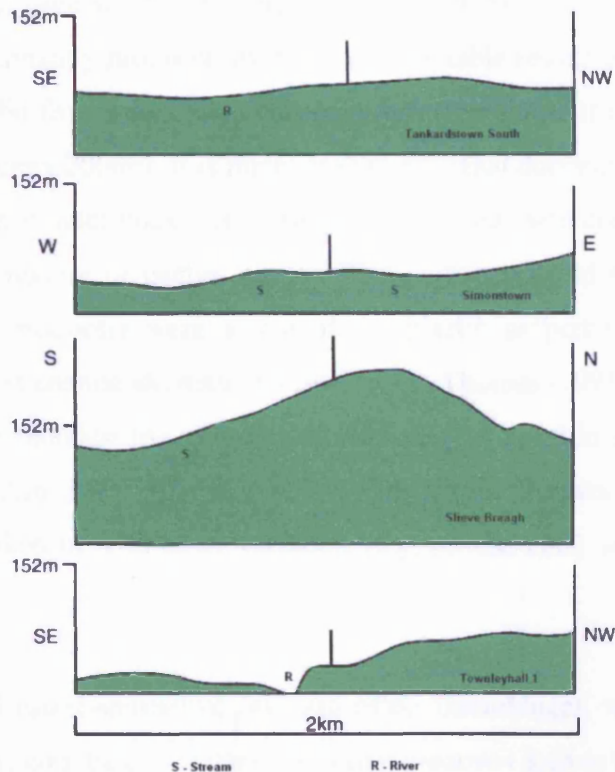 152m
SE NW
R
Tankardstown South
152m
W E
S S
Simonstown
S N
152m
S
Slieve Breagh
152m
SE NW
R
Townleyhall 1
2km
S - Stream R - River